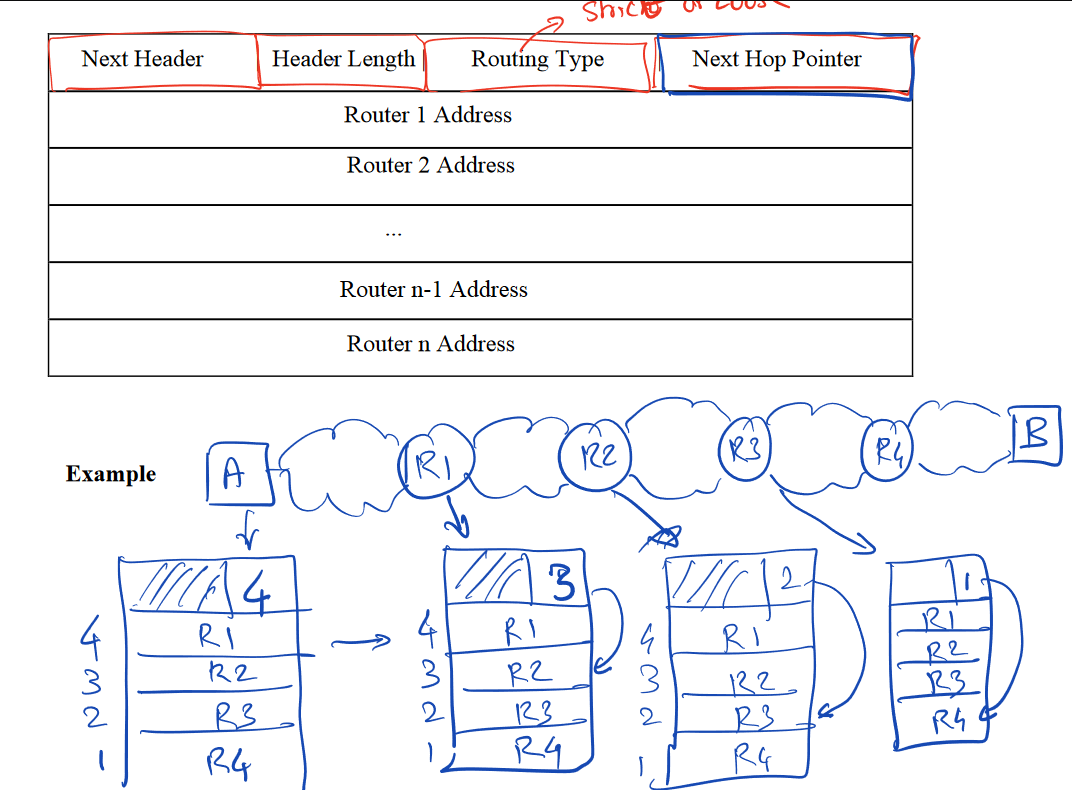 Strict or Loose
Next Header Header Length Routing Type Next Hop Pointer
Router 1 Address
Router 2 Address
...
Router n-1 Address
Router n Address
Example A R1 R2 R3 R4 B
4 3 2 1
4 R1 4 R1 4 R1 R1
3 R2 3 R2 3 R2 R2
2 R3 2 R3 2 R3 R3
1 R4 1 R4 1 R4 R4